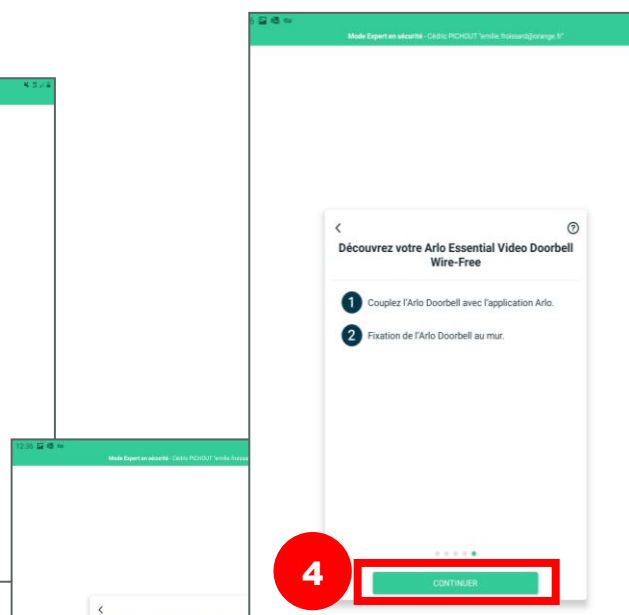 Mode Expert en sécurité - Cédric PICHOUT "emilie.froissard@orange.fr"
Découvrez votre Arlo Essential Video Doorbell
Wire-Free
1 Couplez l'Arlo Doorbell avec l'application Arlo.
2 Fixation de l'Arlo Doorbell au mur.
4
CONTINUER
12:36
Mode Expert en sécurité - Cédric PICHOUT "emilie.froissa